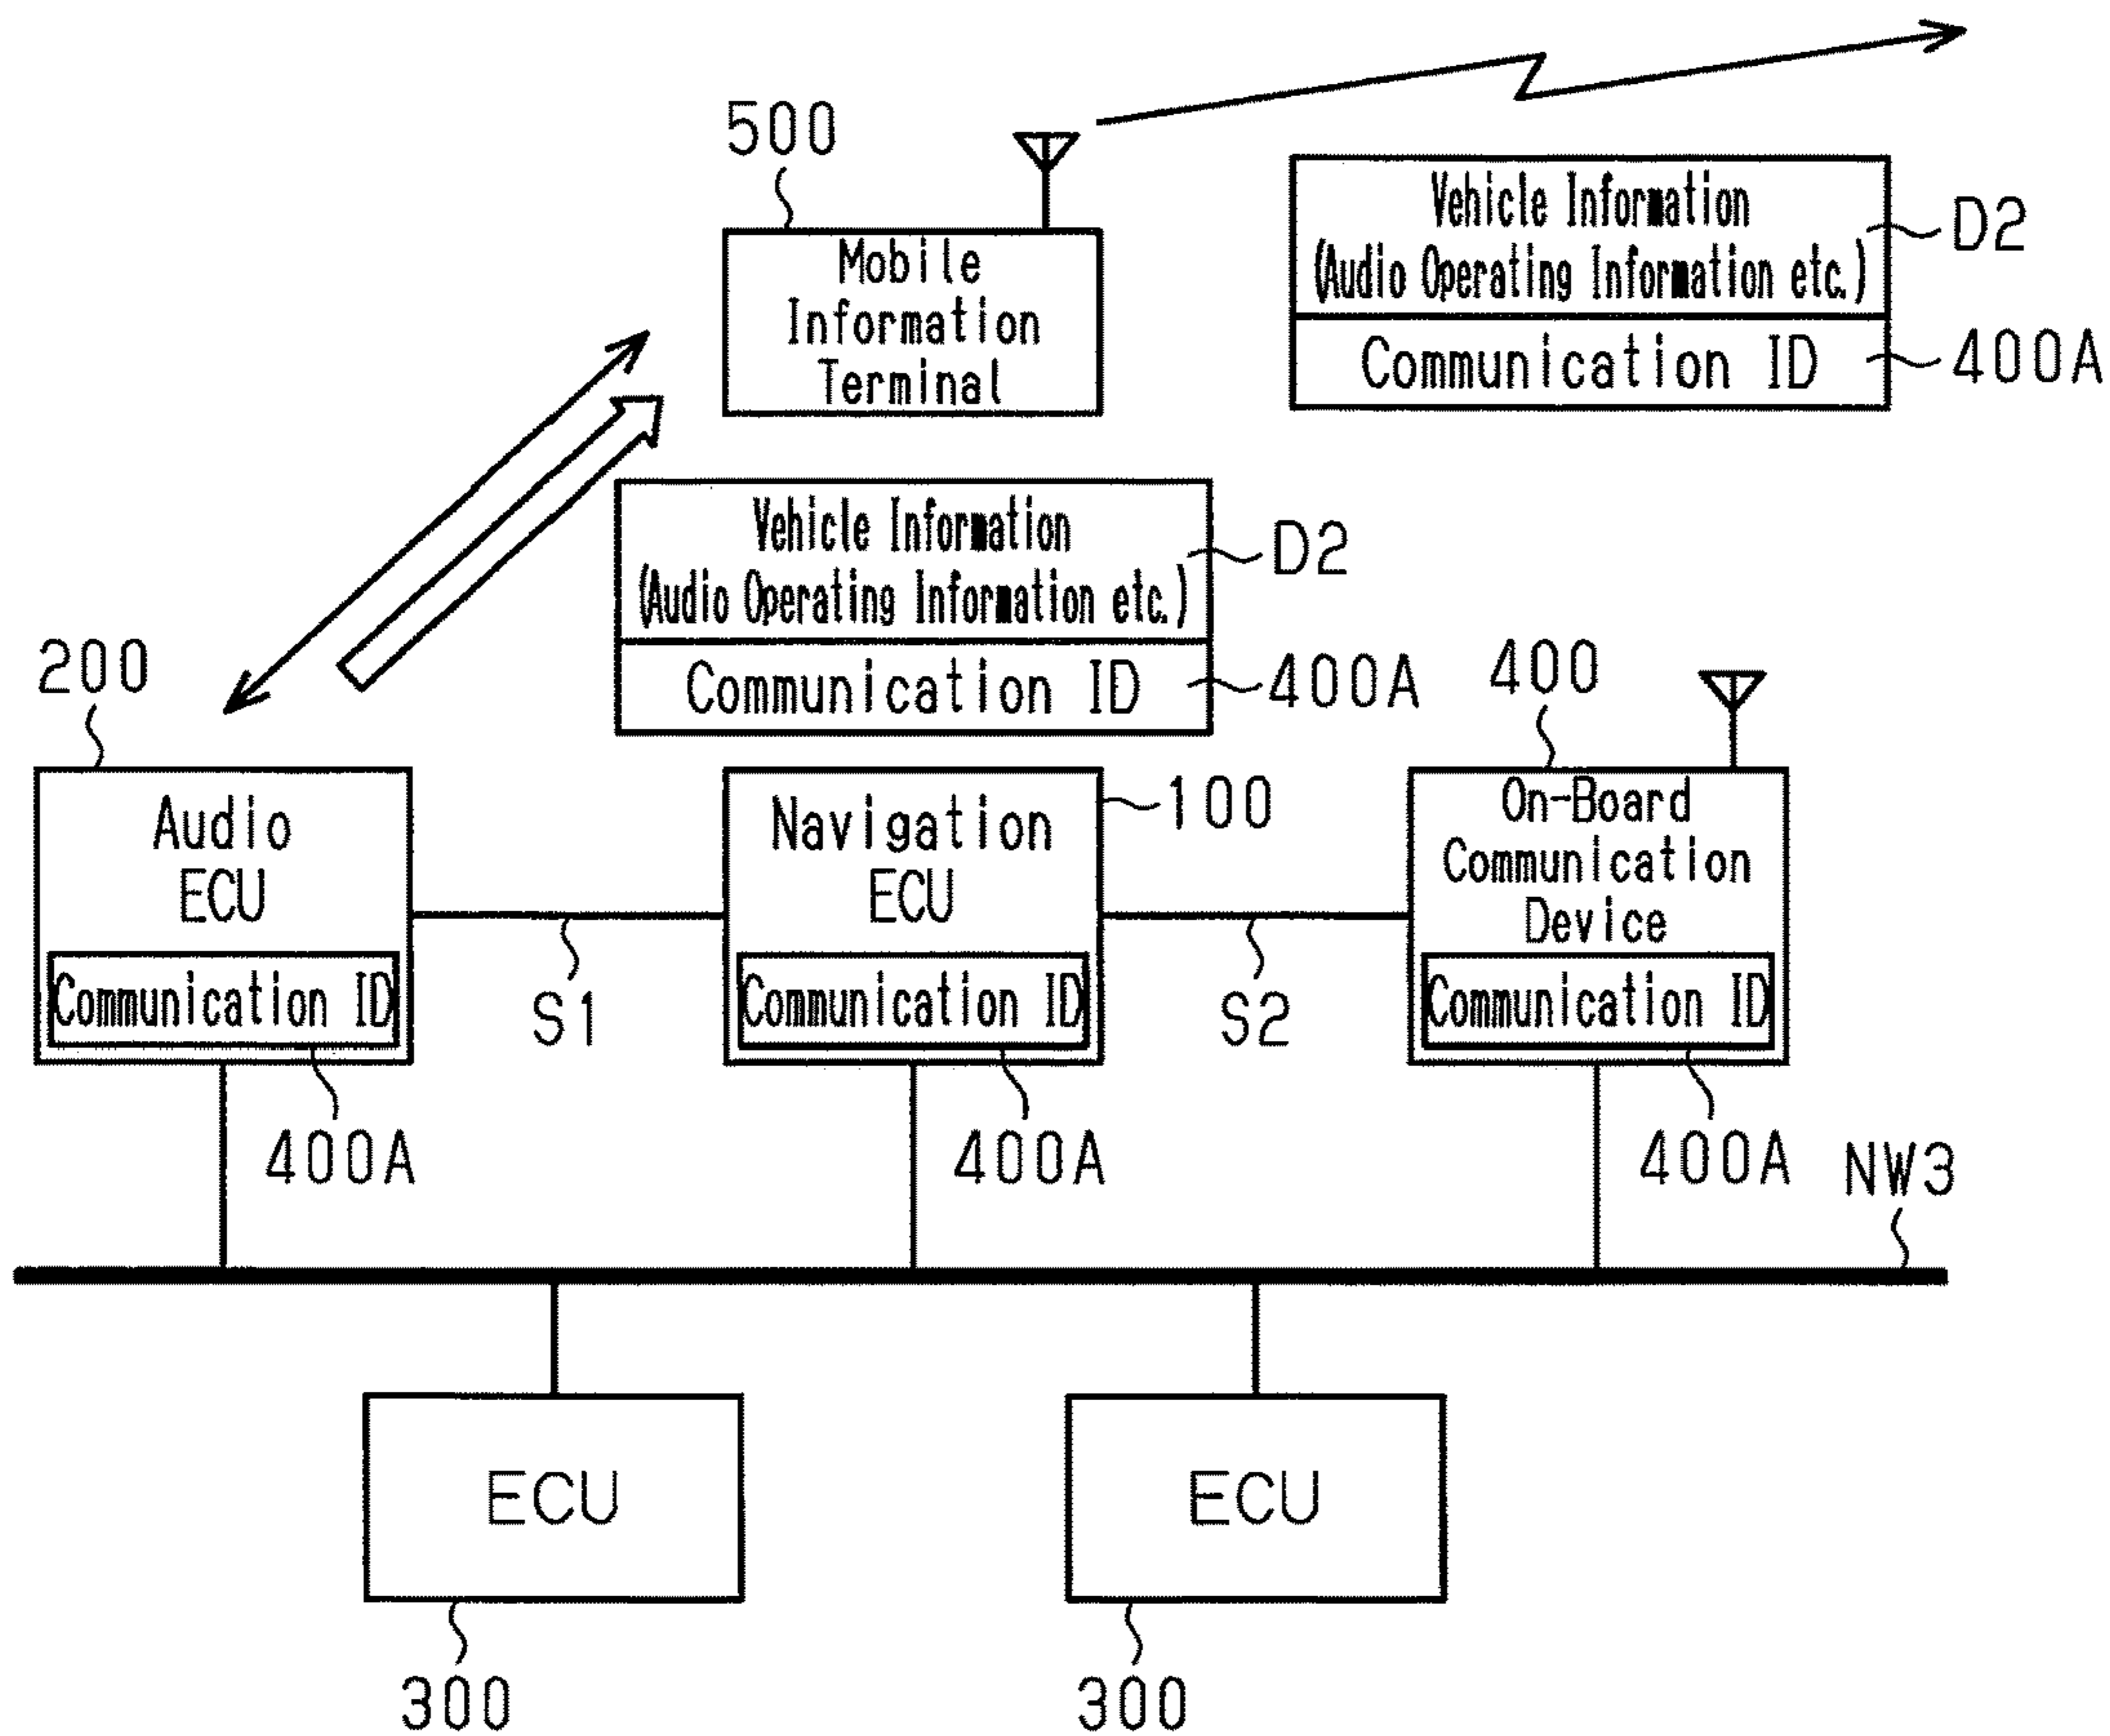 500
Mobile
Information
Terminal
Vehicle Information
(Audio Operating Information etc.)
D2
Communication ID
400A
Vehicle Information
(Audio Operating Information etc.)
D2
Communication ID
400A
200
Audio
ECU
Communication ID
400A
S1
100
Navigation
ECU
Communication ID
400A
S2
400
On-Board
Communication
Device
Communication ID
400A
NW3
ECU
300
ECU
300